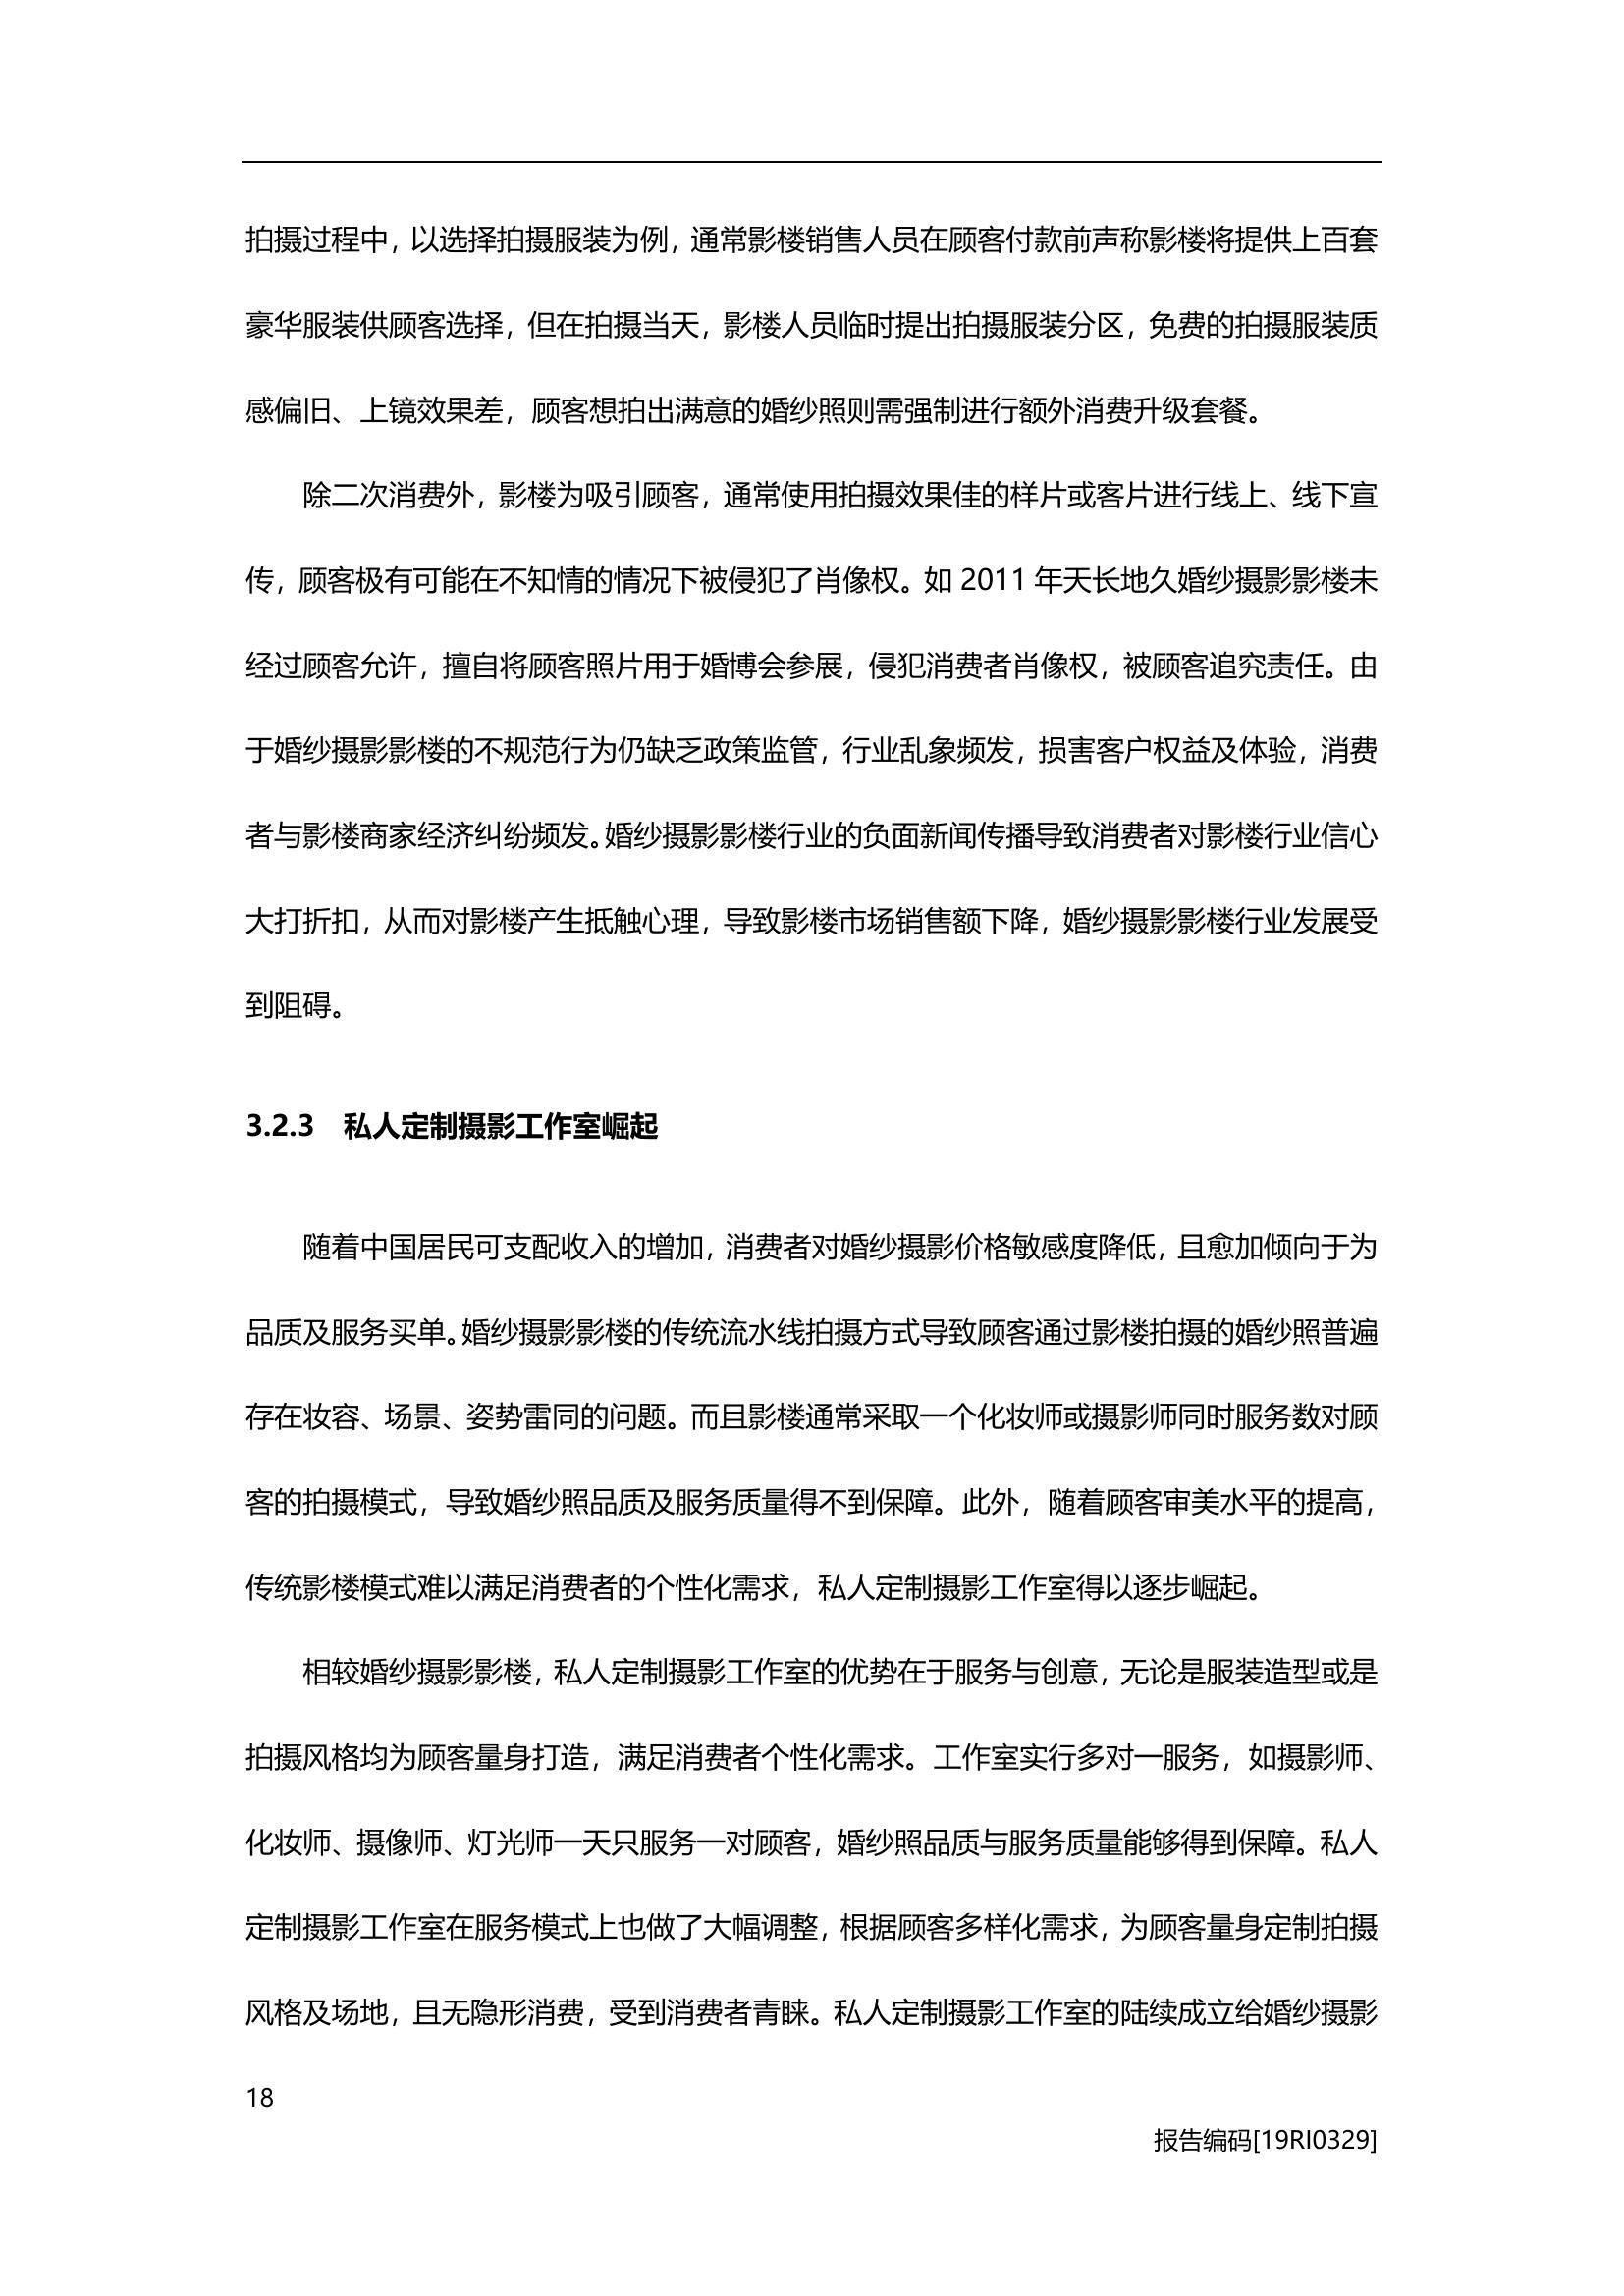 拍摄过程中，以选择拍摄服装为例，通常影楼销售人员在顾客付款前声称影楼将提供上百套
豪华服装供顾客选择，但在拍摄当天，影楼人员临时提出拍摄服装分区，免费的拍摄服装质
感偏旧、上镜效果差，顾客想拍出满意的婚纱照则需强制进行额外消费升级套餐。
除二次消费外，影楼为吸引顾客，通常使用拍摄效果佳的样片或客片进行线上、线下宣
传，顾客极有可能在不知情的情况下被侵犯了肖像权。如 2011 年天长地久婚纱摄影影楼未
经过顾客允许，擅自将顾客照片用于婚博会参展，侵犯消费者肖像权，被顾客追究责任。由
于婚纱摄影影楼的不规范行为仍缺乏政策监管，行业乱象频发，损害客户权益及体验，消费
者与影楼商家经济纠纷频发。婚纱摄影影楼行业的负面新闻传播导致消费者对影楼行业信心
大打折扣，从而对影楼产生抵触心理，导致影楼市场销售额下降，婚纱摄影影楼行业发展受
到阻碍。
3.2.3 私人定制摄影工作室崛起
随着中国居民可支配收入的增加，消费者对婚纱摄影价格敏感度降低，且愈加倾向于为
品质及服务买单。婚纱摄影影楼的传统流水线拍摄方式导致顾客通过影楼拍摄的婚纱照普遍
存在妆容、场景、姿势雷同的问题。而且影楼通常采取一个化妆师或摄影师同时服务数对顾
客的拍摄模式，导致婚纱照品质及服务质量得不到保障。此外，随着顾客审美水平的提高，
传统影楼模式难以满足消费者的个性化需求，私人定制摄影工作室得以逐步崛起。
相较婚纱摄影影楼，私人定制摄影工作室的优势在于服务与创意，无论是服装造型或是
拍摄风格均为顾客量身打造，满足消费者个性化需求。工作室实行多对一服务，如摄影师、
化妆师、摄像师、灯光师一天只服务一对顾客，婚纱照品质与服务质量能够得到保障。私人
定制摄影工作室在服务模式上也做了大幅调整，根据顾客多样化需求，为顾客量身定制拍摄
风格及场地，且无隐形消费，受到消费者青睐。私人定制摄影工作室的陆续成立给婚纱摄影
18
报告编码[19RI0329]